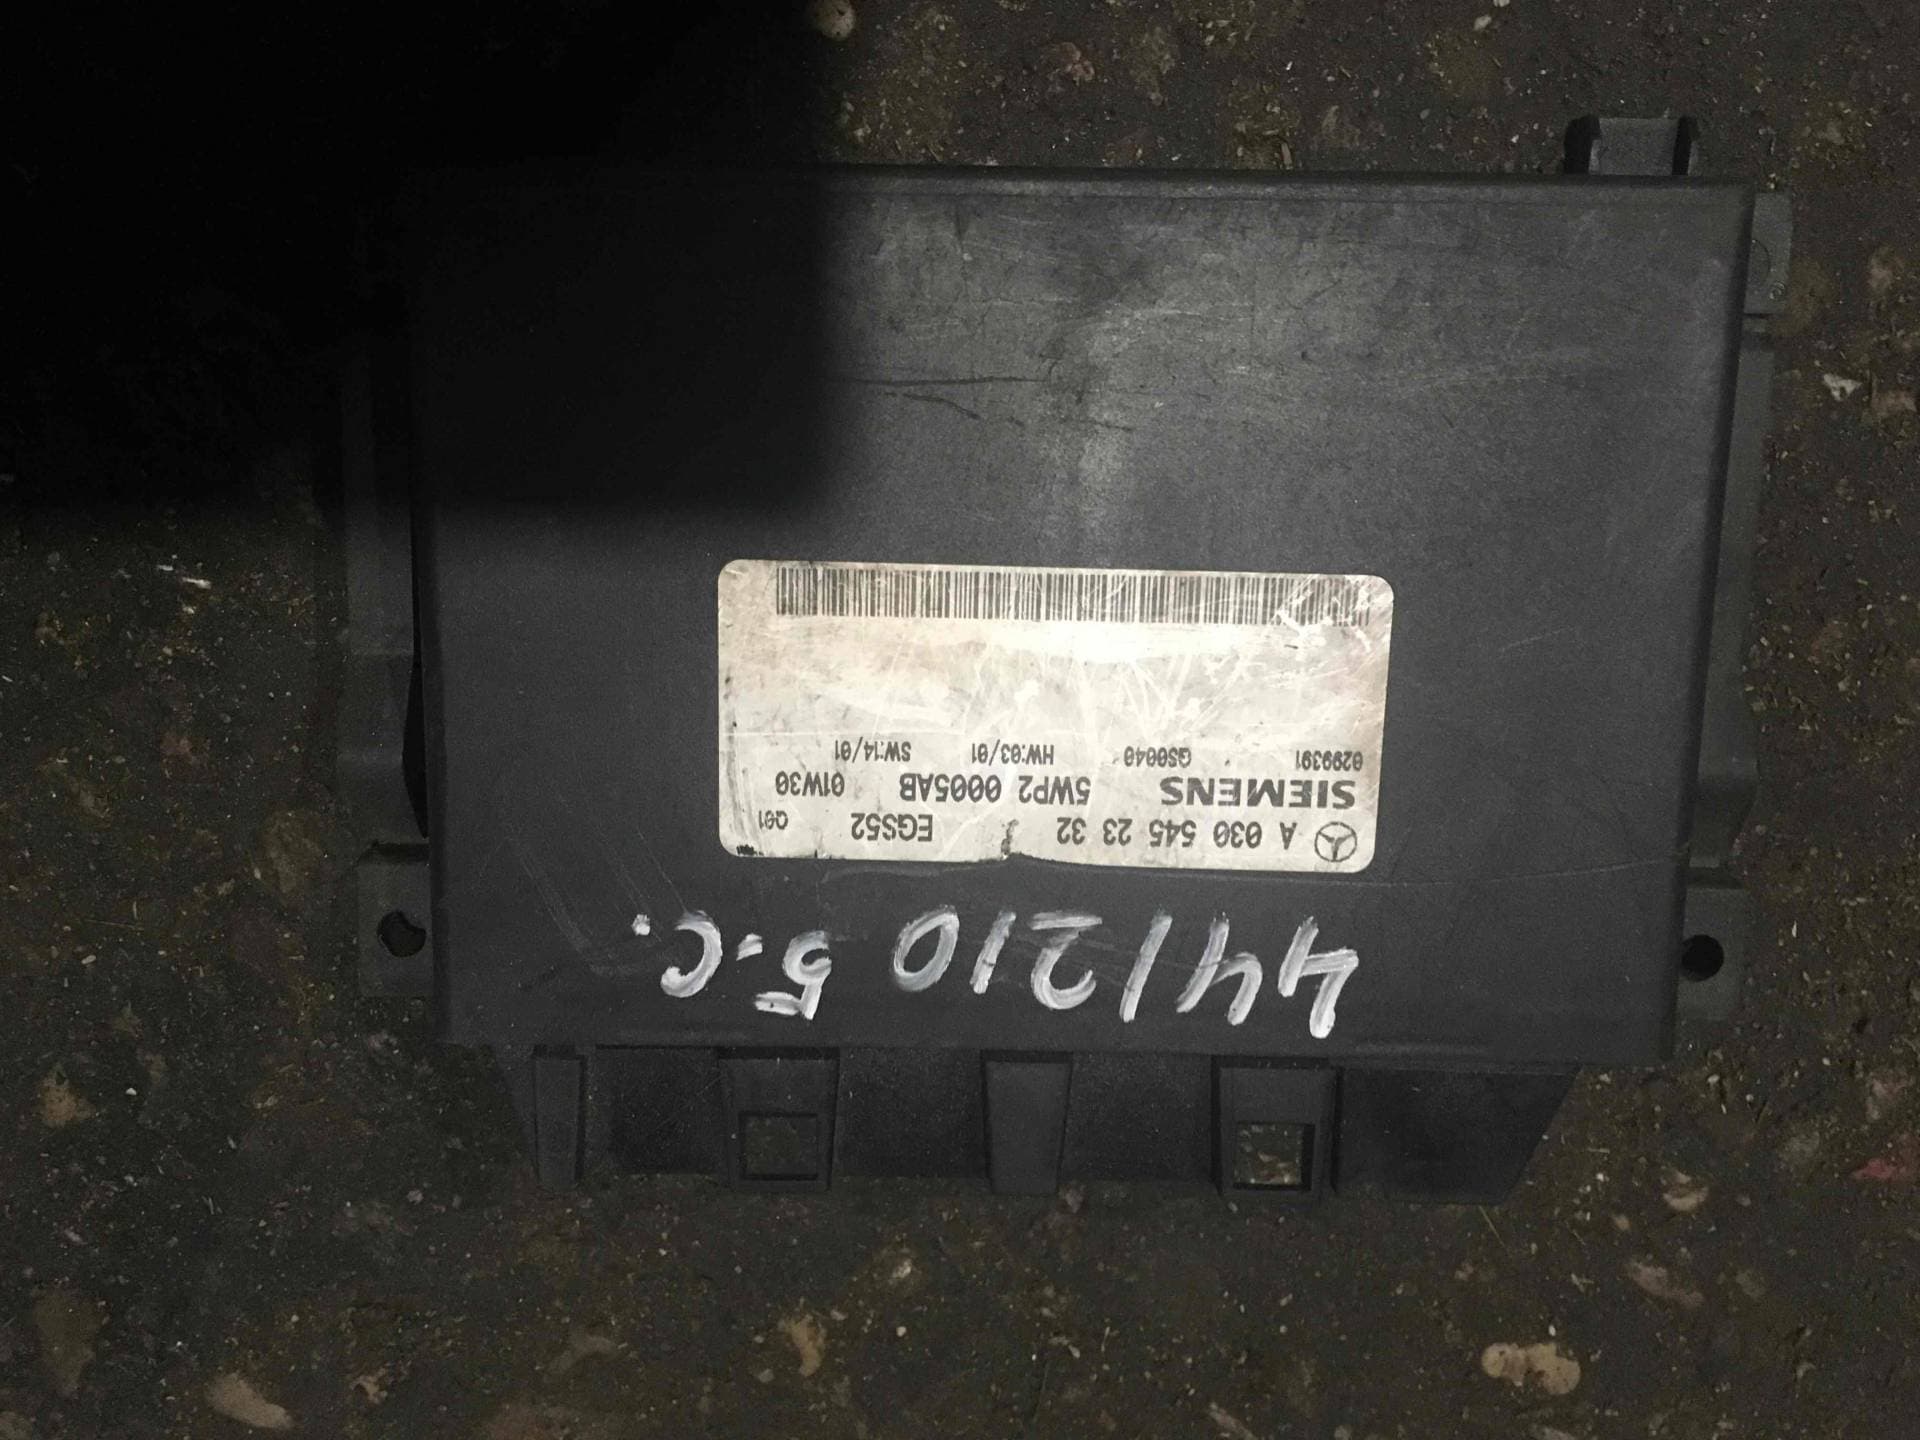 44/210 5-C.
A 030 545 23 32 EGS52 Q01
SIEMENS 5WP2 0005AB 01W30
0299391 GS0040 HW:03/01 SW:14/01